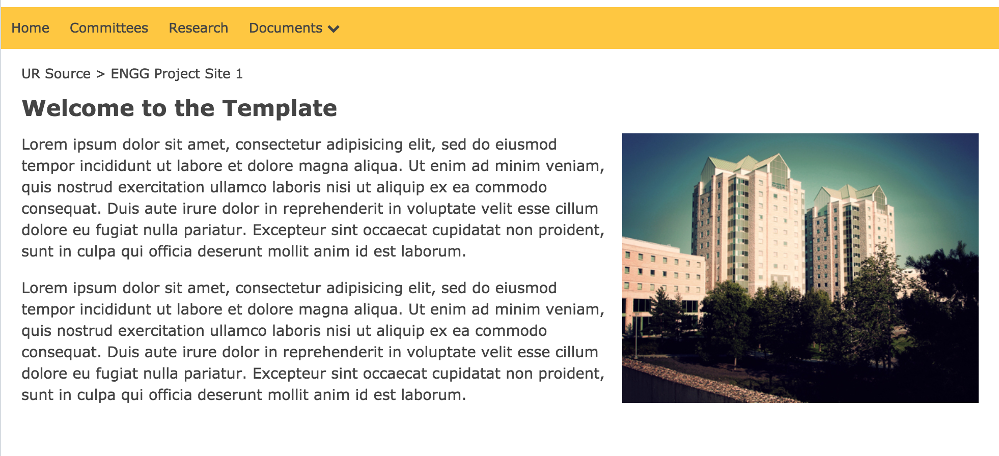 Home Committees Research Documents
UR Source > ENGG Project Site 1
Welcome to the Template
Lorem ipsum dolor sit amet, consectetur adipisicing elit, sed do eiusmod
tempor incididunt ut labore et dolore magna aliqua. Ut enim ad minim veniam,
quis nostrud exercitation ullamco laboris nisi ut aliquip ex ea commodo
consequat. Duis aute irure dolor in reprehenderit in voluptate velit esse cillum
dolore eu fugiat nulla pariatur. Excepteur sint occaecat cupidatat non proident,
sunt in culpa qui officia deserunt mollit anim id est laborum.
Lorem ipsum dolor sit amet, consectetur adipisicing elit, sed do eiusmod
tempor incididunt ut labore et dolore magna aliqua. Ut enim ad minim veniam,
quis nostrud exercitation ullamco laboris nisi ut aliquip ex ea commodo
consequat. Duis aute irure dolor in reprehenderit in voluptate velit esse cillum
dolore eu fugiat nulla pariatur. Excepteur sint occaecat cupidatat non proident,
sunt in culpa qui officia deserunt mollit anim id est laborum.